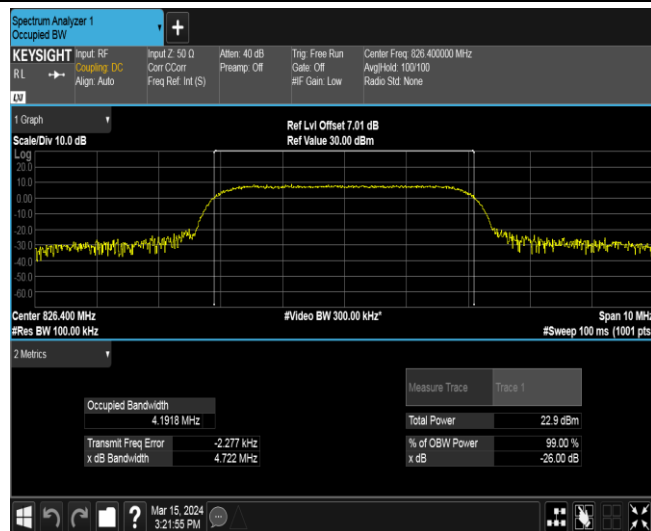 Spectrum Analyzer 1
Occupied BW
+
KEYSIGHT
RL
LXI
Input: RF
Coupling: DC
Align: Auto
Input Z: 50 Ω
Corr CCorr
Freq Ref: Int (S)
Atten: 40 dB
Preamp: Off
Trig: Free Run
Gate: Off
#IF Gain: Low
Center Freq: 826.400000 MHz
Avg|Hold: 100/100
Radio Std: None
1 Graph
Scale/Div 10.0 dB
Ref Lvl Offset 7.01 dB
Ref Value 30.00 dBm
Log
20.0
10.0
0.00
-10.0
-20.0
-30.0
-40.0
-50.0
-60.0
Center 826.400 MHz
#Res BW 100.00 kHz
#Video BW 300.00 kHz*
Span 10 MHz
#Sweep 100 ms (1001 pts
2 Metrics
Measure Trace Trace 1
Occupied Bandwidth
4.1918 MHz
Total Power 22.9 dBm
Transmit Freq Error -2.277 kHz
% of OBW Power 99.00 %
x dB Bandwidth 4.722 MHz
x dB -26.00 dB
?
Mar 15, 2024
3:21:55 PM